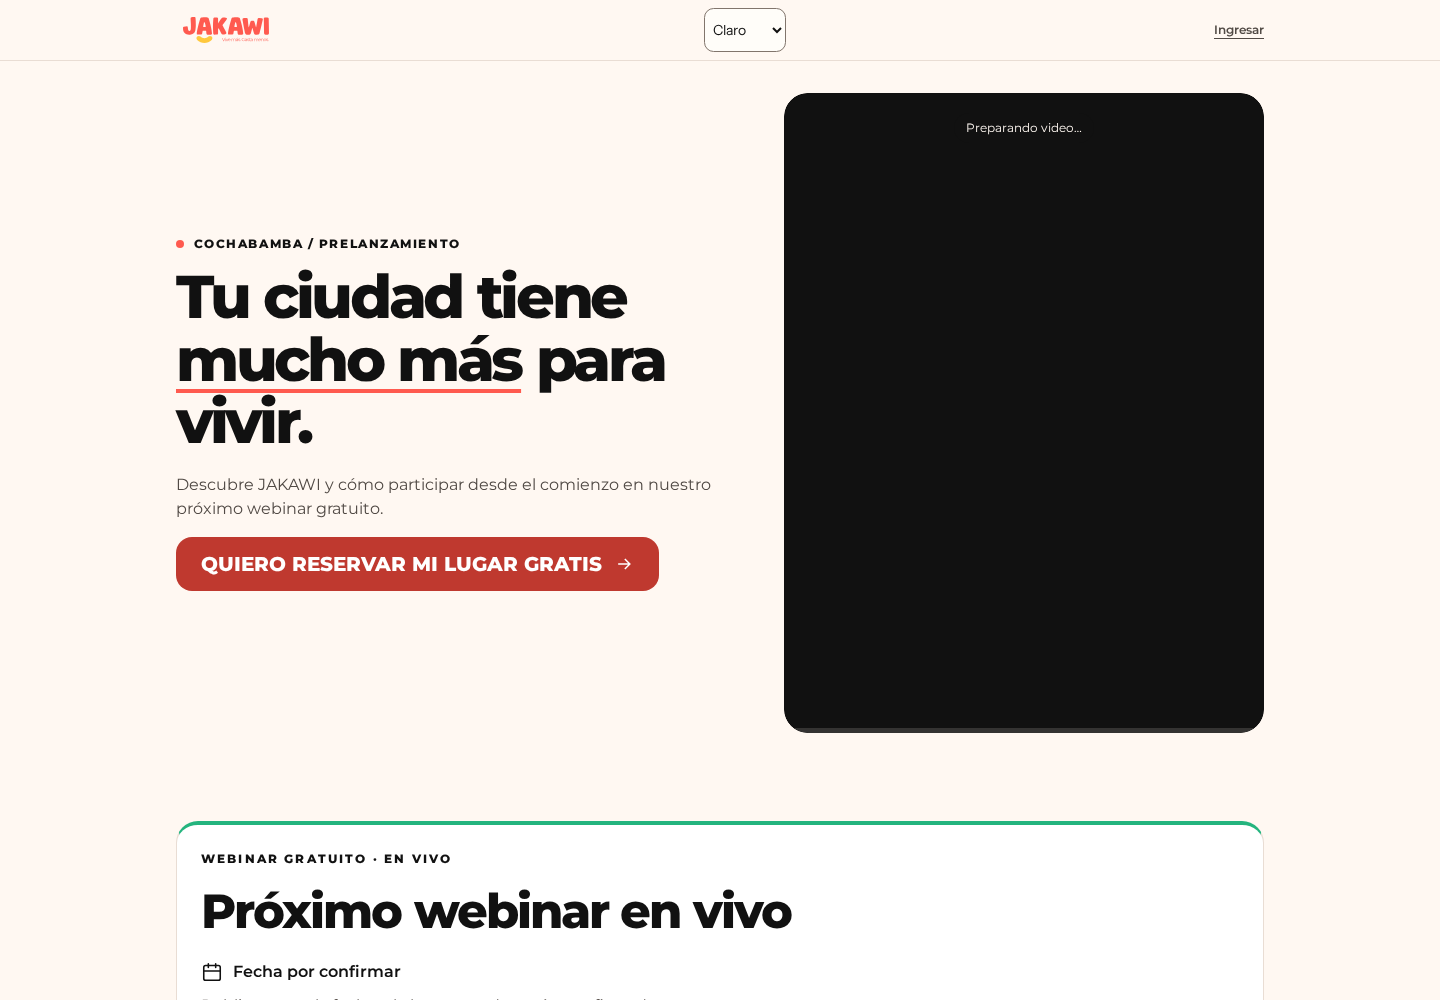 JAKAWI
Claro
Ingresar
Preparando video...
COCHABAMBA / PRELANZAMIENTO
Tu ciudad tiene
mucho más para
vivir.
Descubre JAKAWI y cómo participar desde el comienzo en nuestro
próximo webinar gratuito.
QUIERO RESERVAR MI LUGAR GRATIS
WEBINAR GRATUITO · EN VIVO
Próximo webinar en vivo
Fecha por confirmar